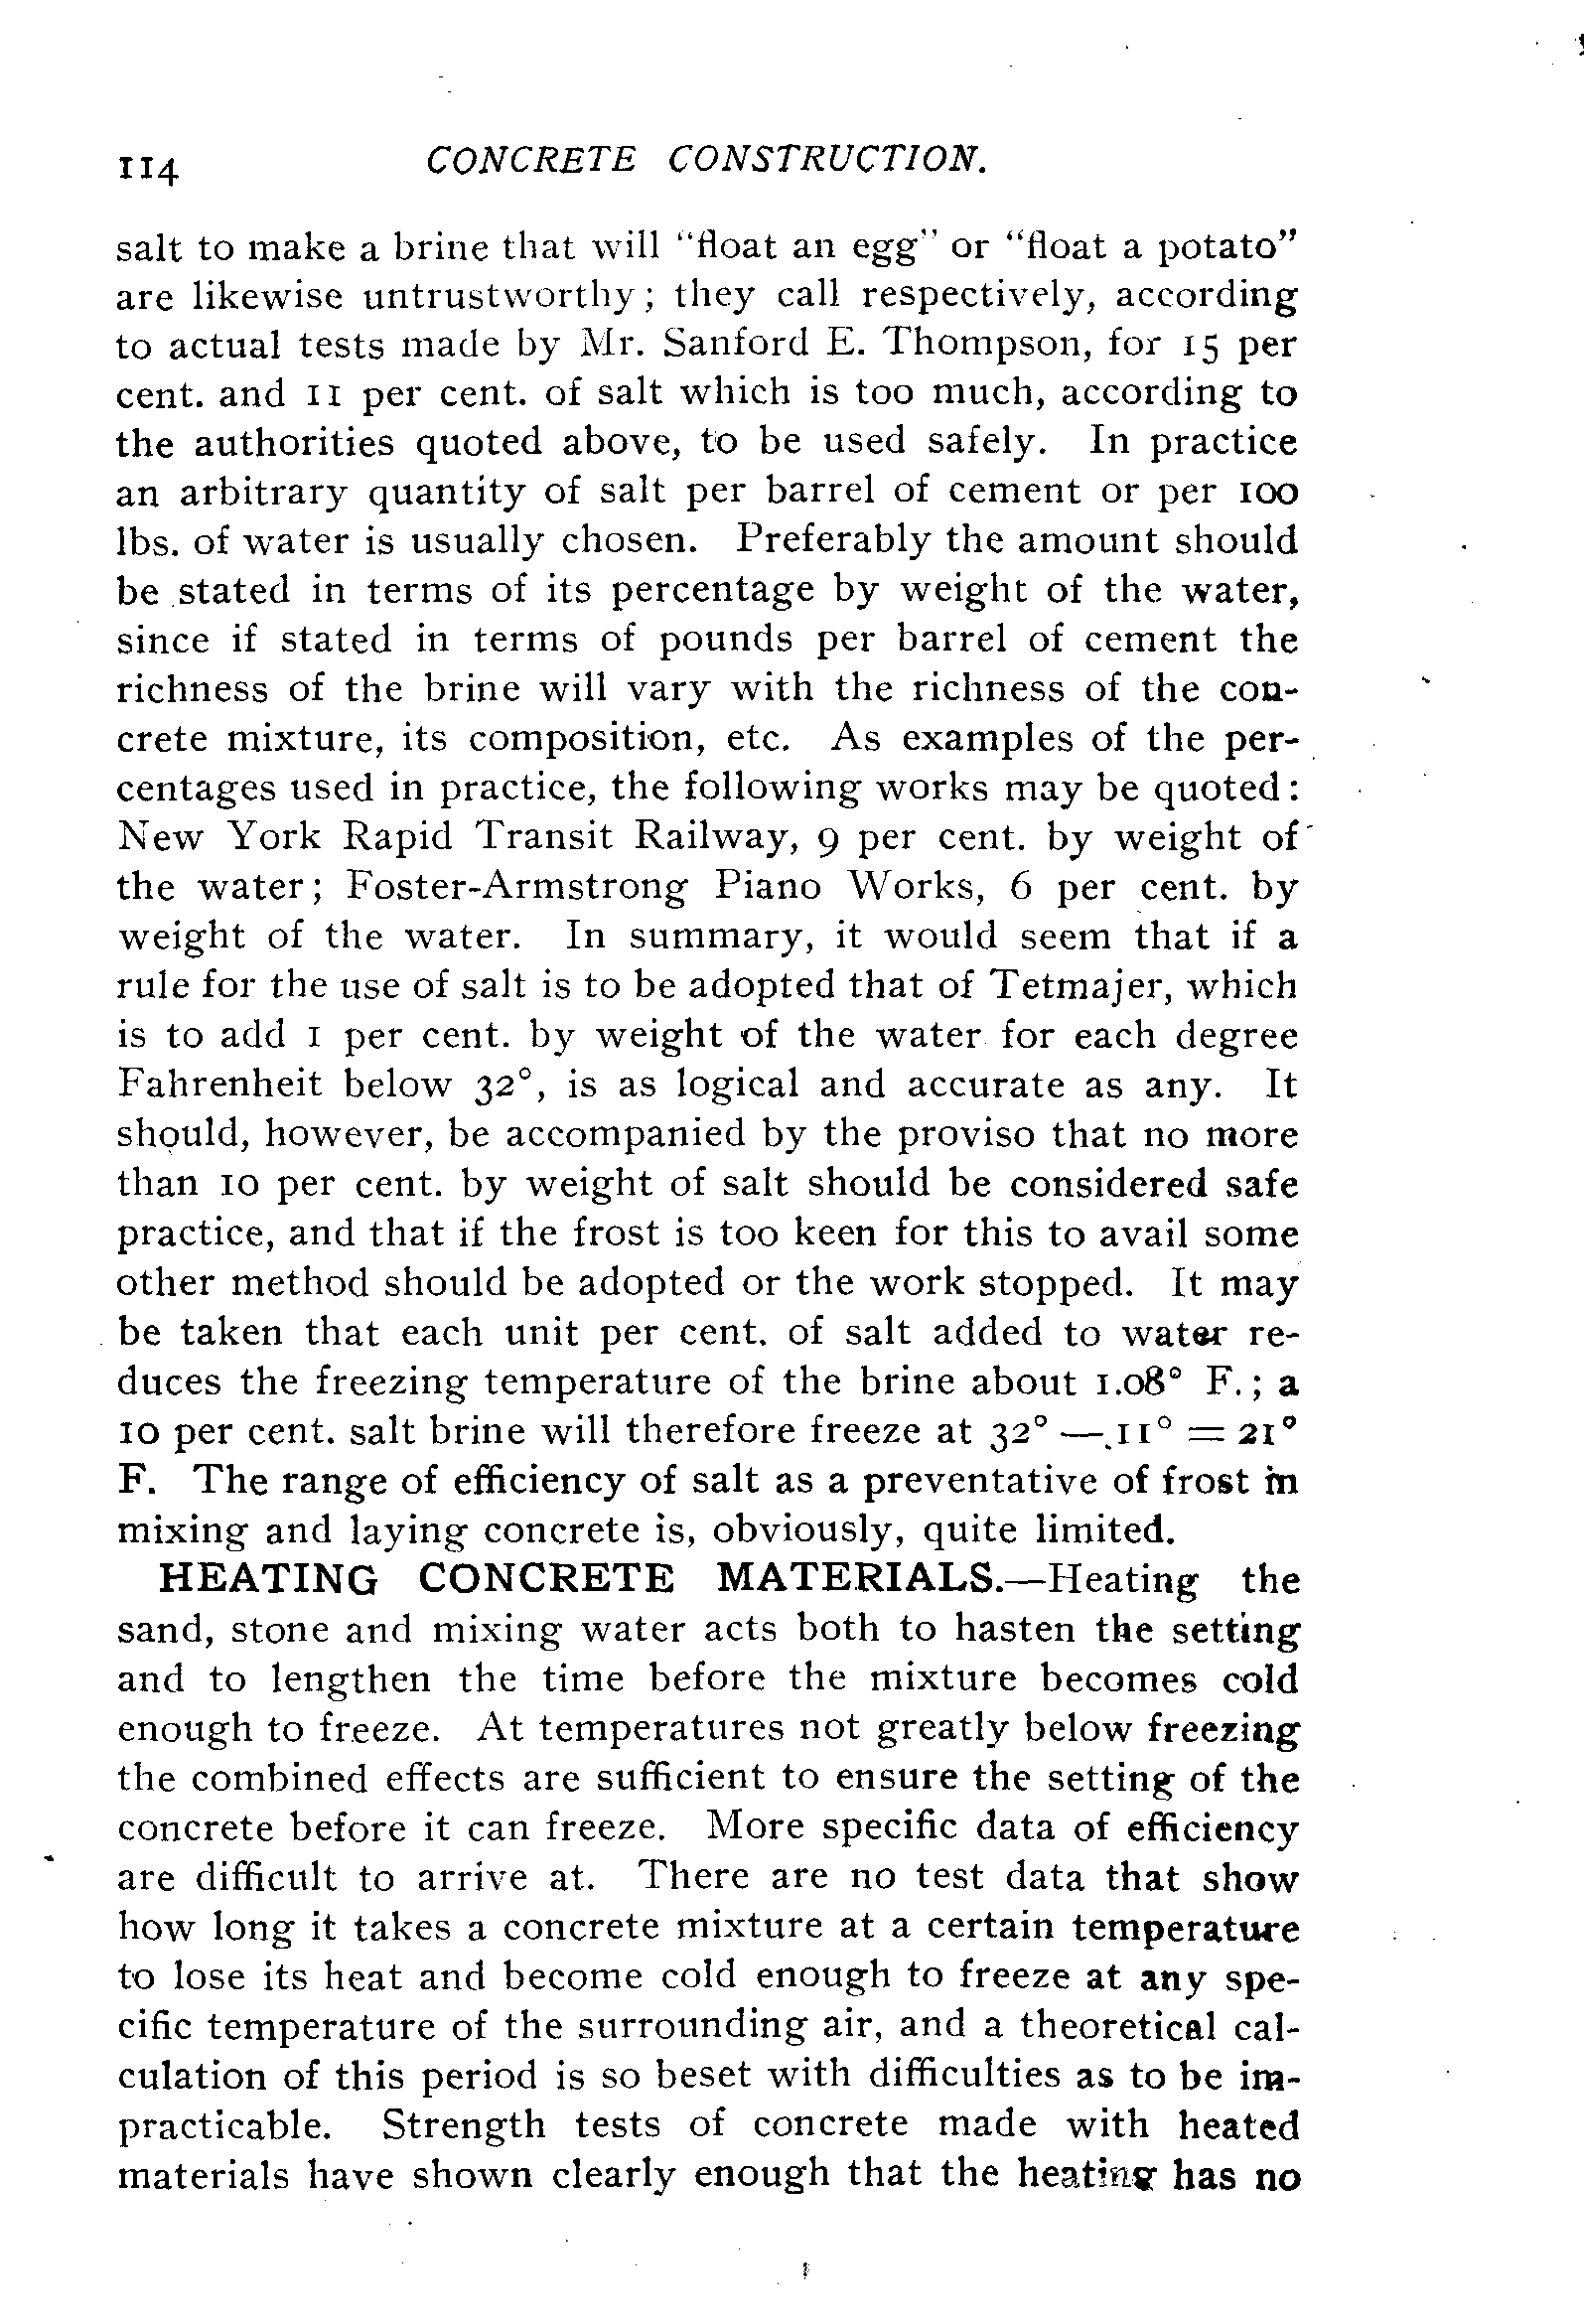 114 CONCRETE CONSTRUCTION.
salt to make a brine that will "float an egg" or "float a potato"
are likewise untrustworthy; they call respectively, according
to actual tests made by Mr. Sanford E. Thompson, for 15 per
cent. and 11 per cent. of salt which is too much, according to
the authorities quoted above, to be used safely. In practice
an arbitrary quantity of salt per barrel of cement or per 100
lbs. of water is usually chosen. Preferably the amount should
be stated in terms of its percentage by weight of the water,
since if stated in terms of pounds per barrel of cement the
richness of the brine will vary with the richness of the con-
crete mixture, its composition, etc. As examples of the per-
centages used in practice, the following works may be quoted:
New York Rapid Transit Railway, 9 per cent. by weight of
the water; Foster-Armstrong Piano Works, 6 per cent. by
weight of the water. In summary, it would seem that if a
rule for the use of salt is to be adopted that of Tetmajer, which
is to add 1 per cent. by weight of the water for each degree
Fahrenheit below 32°, is as logical and accurate as any. It
should, however, be accompanied by the proviso that no more
than 10 per cent. by weight of salt should be considered safe
practice, and that if the frost is too keen for this to avail some
other method should be adopted or the work stopped. It may
be taken that each unit per cent. of salt added to water re-
duces the freezing temperature of the brine about 1.08° F.; a
10 per cent. salt brine will therefore freeze at 32° — 11° = 21°
F. The range of efficiency of salt as a preventative of frost in
mixing and laying concrete is, obviously, quite limited.
HEATING CONCRETE MATERIALS.—Heating the
sand, stone and mixing water acts both to hasten the setting
and to lengthen the time before the mixture becomes cold
enough to freeze. At temperatures not greatly below freezing
the combined effects are sufficient to ensure the setting of the
concrete before it can freeze. More specific data of efficiency
are difficult to arrive at. There are no test data that show
how long it takes a concrete mixture at a certain temperature
to lose its heat and become cold enough to freeze at any spe-
cific temperature of the surrounding air, and a theoretical cal-
culation of this period is so beset with difficulties as to be im-
practicable. Strength tests of concrete made with heated
materials have shown clearly enough that the heating has no